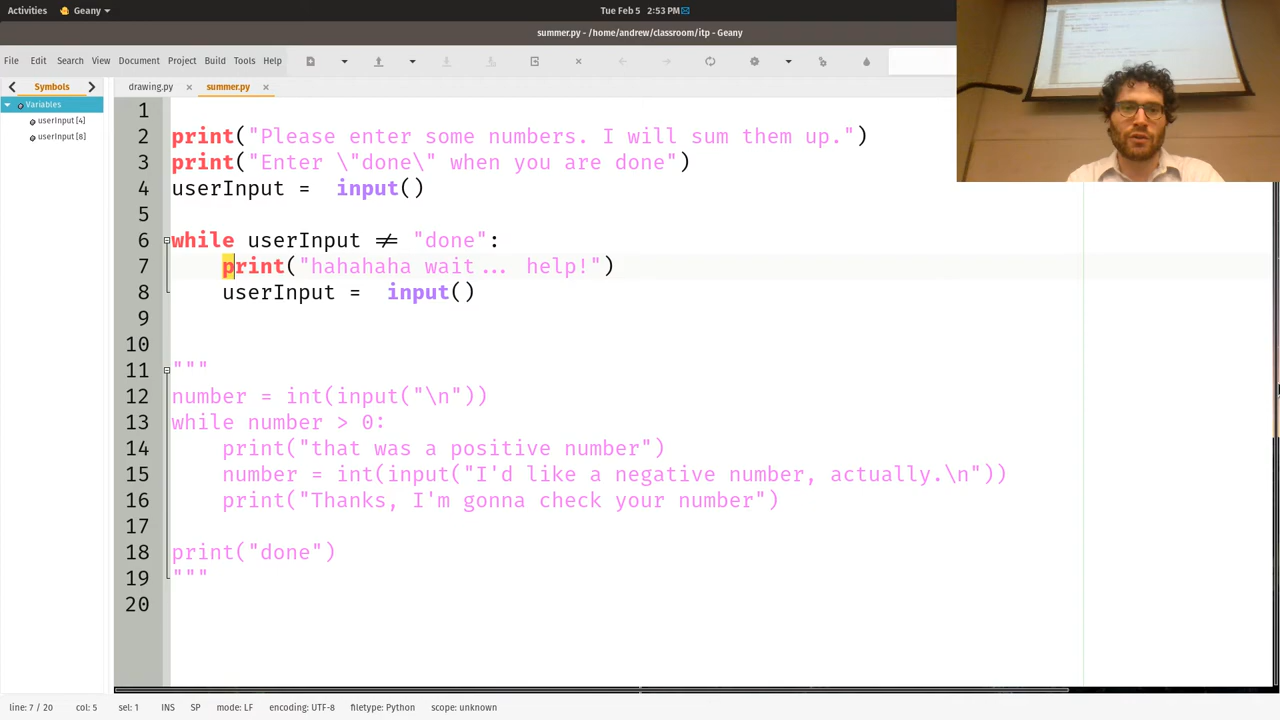 Activities Geany Tue Feb 5 2:53 PM
summer.py - /home/andrew/classroom/itp - Geany
File Edit Search View Document Project Build Tools Help
Symbols drawing.py summer.py
Variables
userInput [4]
userInput [8]
1
2 print("Please enter some numbers. I will sum them up.")
3 print("Enter \"done\" when you are done")
4 userInput =  input()
5
6 while userInput ≠ "done":
7     print("hahahaha wait... help!")
8     userInput =  input()
9
10
11 """
12 number = int(input("\n"))
13 while number > 0:
14     print("that was a positive number")
15     number = int(input("I'd like a negative number, actually.\n"))
16     print("Thanks, I'm gonna check your number")
17
18 print("done")
19 """
20
line: 7 / 20 col: 5 sel: 1 INS SP mode: LF encoding: UTF-8 filetype: Python scope: unknown